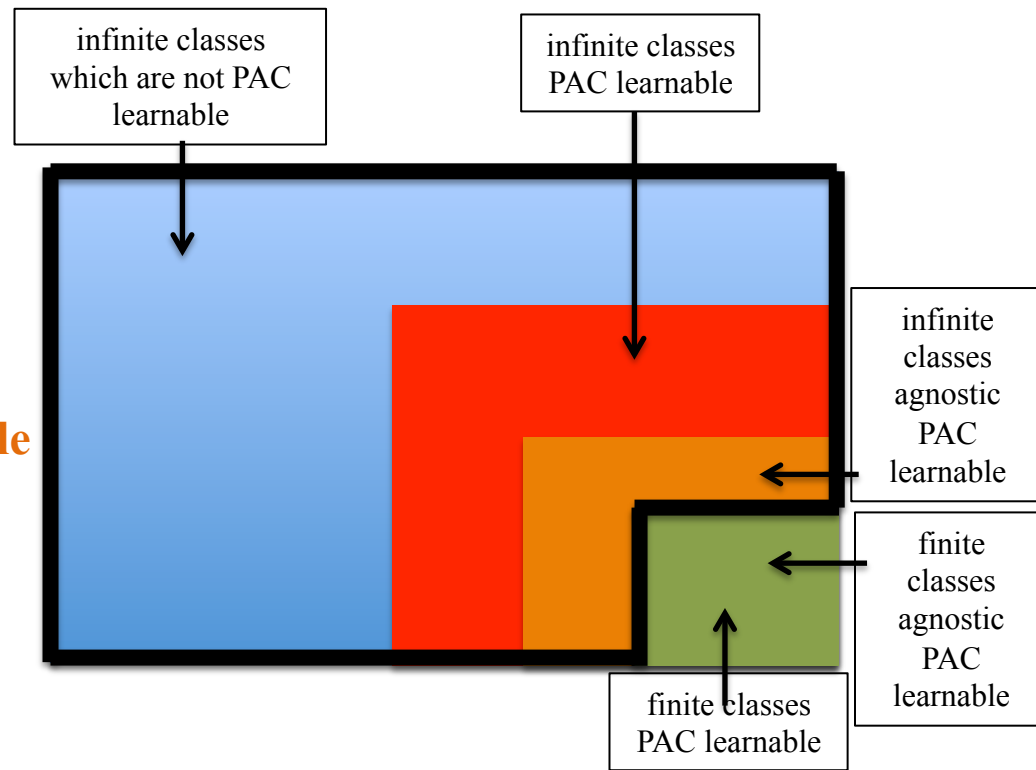 infinite classes
which are not PAC
learnable
infinite classes
PAC learnable
infinite
classes
agnostic
PAC
learnable
le
finite
classes
agnostic
PAC
learnable
finite classes
PAC learnable